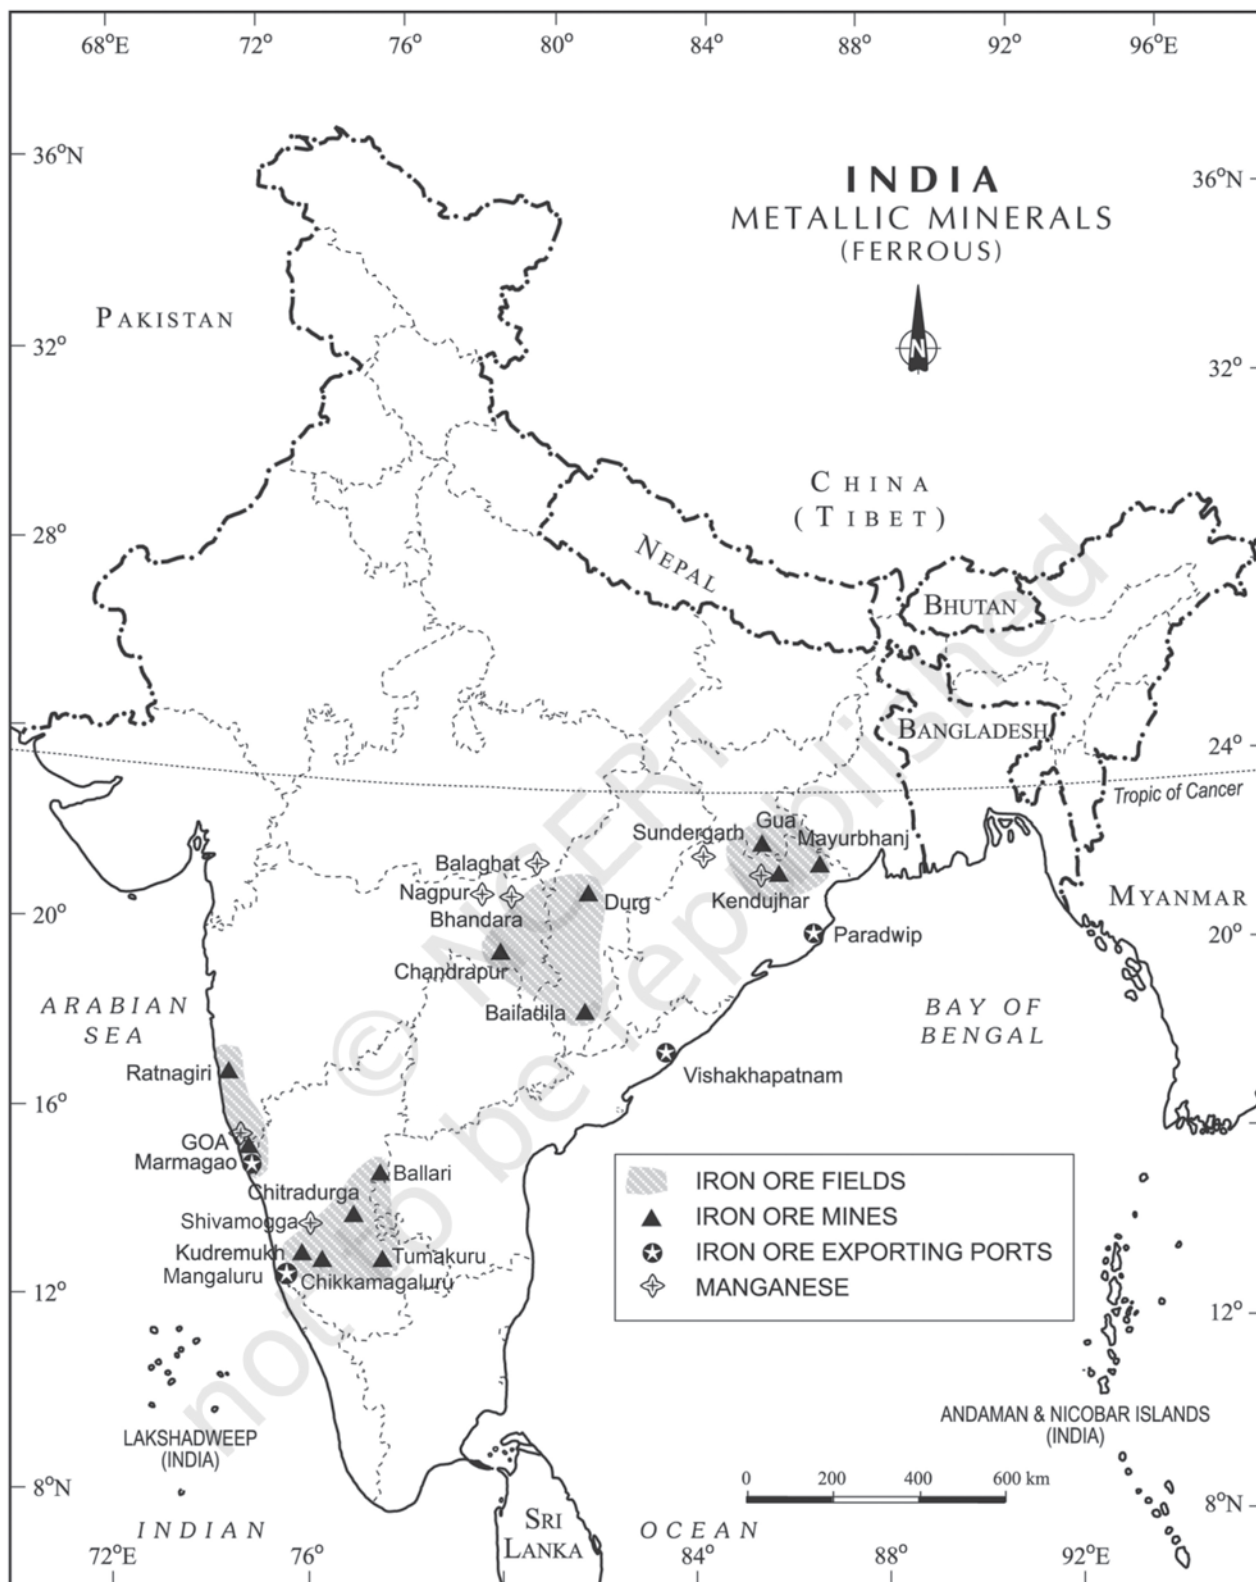 68°E 72° 76° 80° 84° 88° 92° 96°E
36°N
INDIA
METALLIC MINERALS
(FERROUS)
36°N
N
PAKISTAN
32°
32°
CHINA
(TIBET)
28°
NEPAL
BHUTAN
BANGLADESH
24°
Tropic of Cancer
Gua
Sundergarh
Mayurbhanj
Balaghat
Nagpur
Durg
Kendujhar
MYANMAR
Bhandara
20°
20°
Paradwip
Chandrapur
ARABIAN
SEA
Bailadila
BAY OF
BENGAL
Ratnagiri
Vishakhapatnam
16°
GOA
Marmagao
Ballari
Chitradurga
Shivamogga
Kudremukh
Tumakuru
Mangaluru
Chikkamagaluru
IRON ORE FIELDS
IRON ORE MINES
IRON ORE EXPORTING PORTS
MANGANESE
12°
12°
LAKSHADWEEP
(INDIA)
ANDAMAN & NICOBAR ISLANDS
(INDIA)
0 200 400 600 km
8°N
8°N
SRI
LANKA
INDIAN OCEAN
72°E 76° 84° 88° 92°E
© NCERT
not to be republished